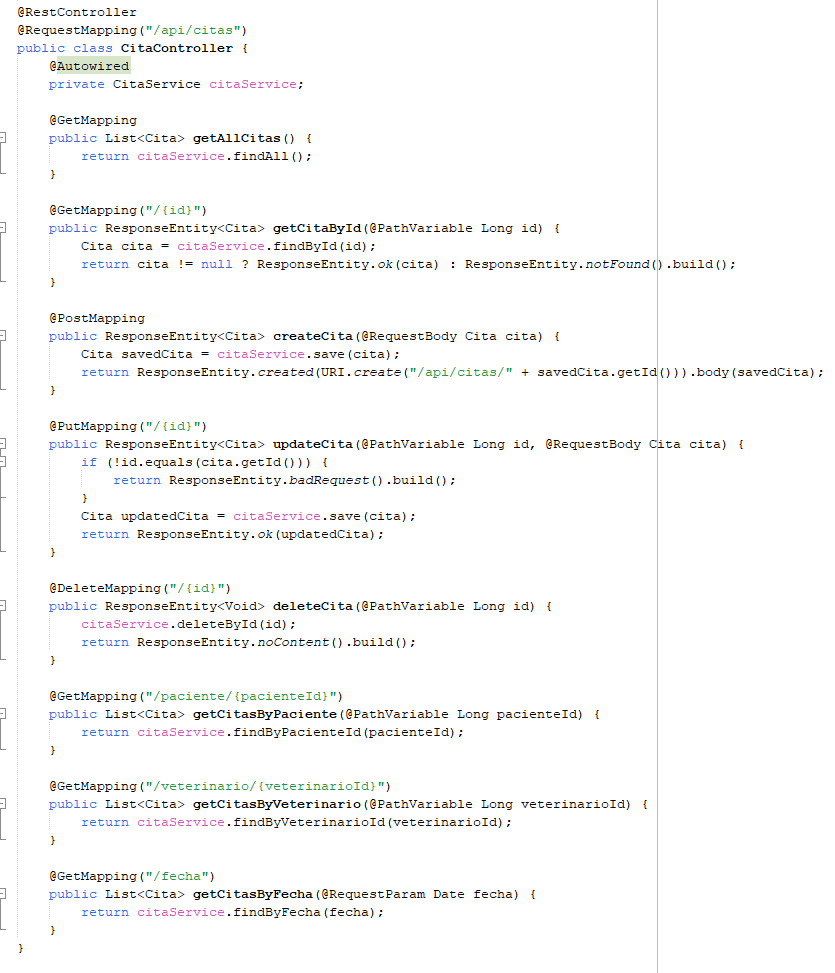 @RestController
@RequestMapping("/api/citas")
public class CitaController {
    @Autowired
    private CitaService citaService;

    @GetMapping
    public List<Cita> getAllCitas() {
        return citaService.findAll();
    }

    @GetMapping("/{id}")
    public ResponseEntity<Cita> getCitaById(@PathVariable Long id) {
        Cita cita = citaService.findById(id);
        return cita != null ? ResponseEntity.ok(cita) : ResponseEntity.notFound().build();
    }

    @PostMapping
    public ResponseEntity<Cita> createCita(@RequestBody Cita cita) {
        Cita savedCita = citaService.save(cita);
        return ResponseEntity.created(URI.create("/api/citas/" + savedCita.getId())).body(savedCita);
    }

    @PutMapping("/{id}")
    public ResponseEntity<Cita> updateCita(@PathVariable Long id, @RequestBody Cita cita) {
        if (!id.equals(cita.getId())) {
            return ResponseEntity.badRequest().build();
        }
        Cita updatedCita = citaService.save(cita);
        return ResponseEntity.ok(updatedCita);
    }

    @DeleteMapping("/{id}")
    public ResponseEntity<Void> deleteCita(@PathVariable Long id) {
        citaService.deleteById(id);
        return ResponseEntity.noContent().build();
    }

    @GetMapping("/paciente/{pacienteId}")
    public List<Cita> getCitasByPaciente(@PathVariable Long pacienteId) {
        return citaService.findByPacienteId(pacienteId);
    }

    @GetMapping("/veterinario/{veterinarioId}")
    public List<Cita> getCitasByVeterinario(@PathVariable Long veterinarioId) {
        return citaService.findByVeterinarioId(veterinarioId);
    }

    @GetMapping("/fecha")
    public List<Cita> getCitasByFecha(@RequestParam Date fecha) {
        return citaService.findByFecha(fecha);
    }
}